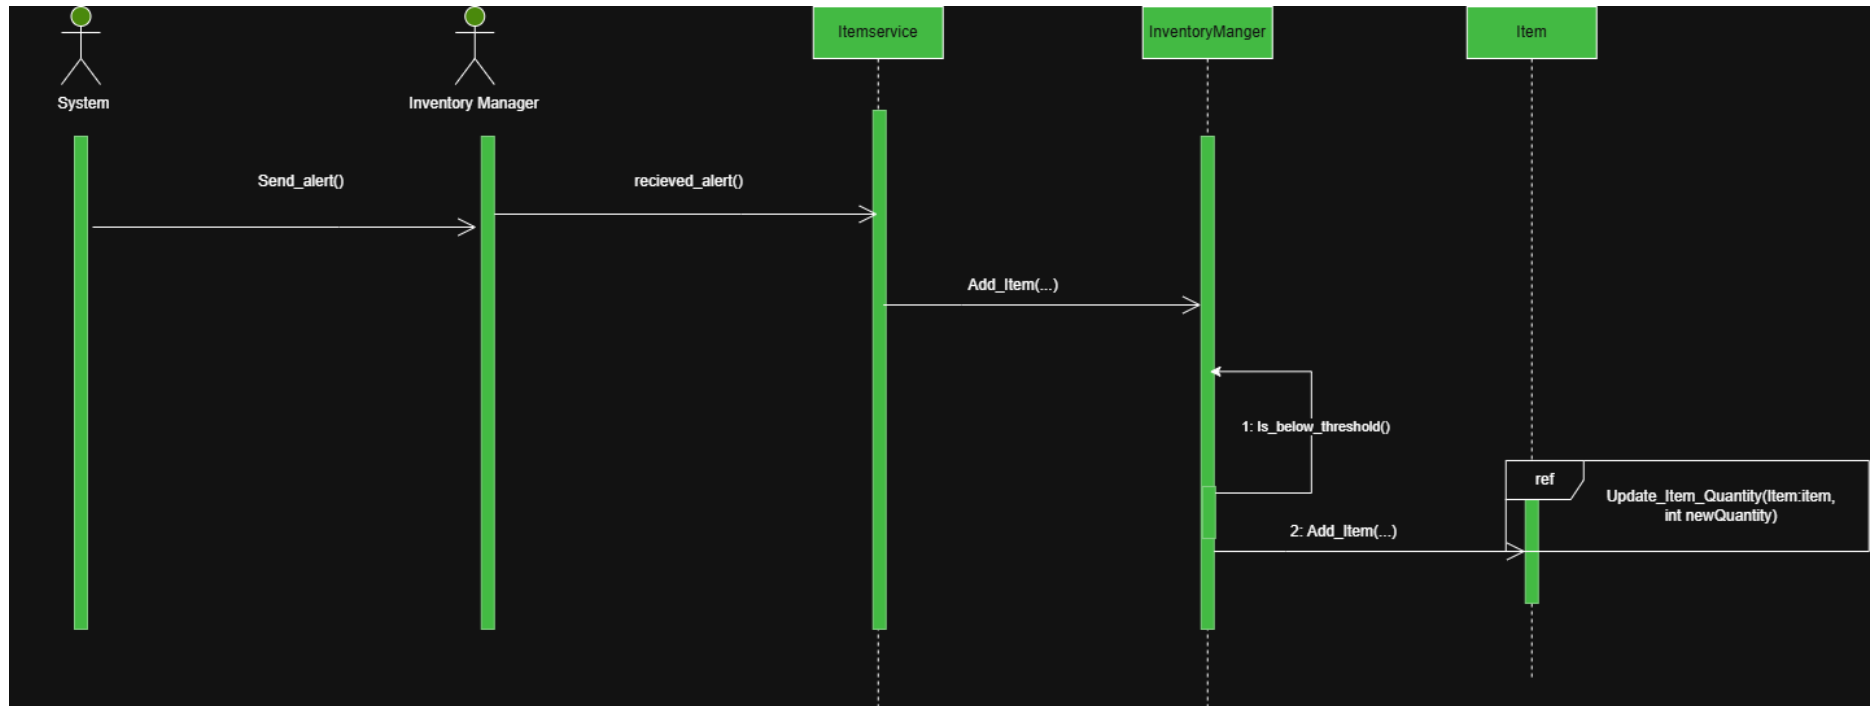 Itemservice
InventoryManger
Item
System
Inventory Manager
Send_alert()
recieved_alert()
Add_Item(...)
1: Is_below_threshold()
ref
Update_Item_Quantity(Item:item,
int newQuantity)
2: Add_Item(...)